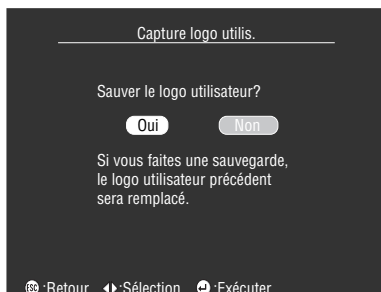 Capture logo utilis.
Sauver le logo utilisateur?
Oui Non
Si vous faites une sauvegarde,
le logo utilisateur précédent
sera remplacé.
Esc :Retour :Sélection :Exécuter